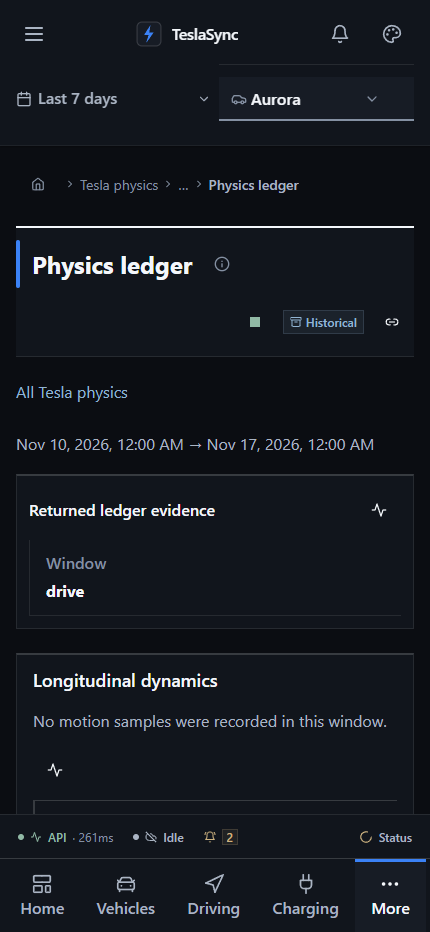 TeslaSync
Last 7 days
Aurora
Tesla physics
...
Physics ledger
Physics ledger
Historical
All Tesla physics
Nov 10, 2026, 12:00 AM → Nov 17, 2026, 12:00 AM
Returned ledger evidence
Window
drive
Longitudinal dynamics
No motion samples were recorded in this window.
API · 261ms
Idle
2
Status
Home
Vehicles
Driving
Charging
More